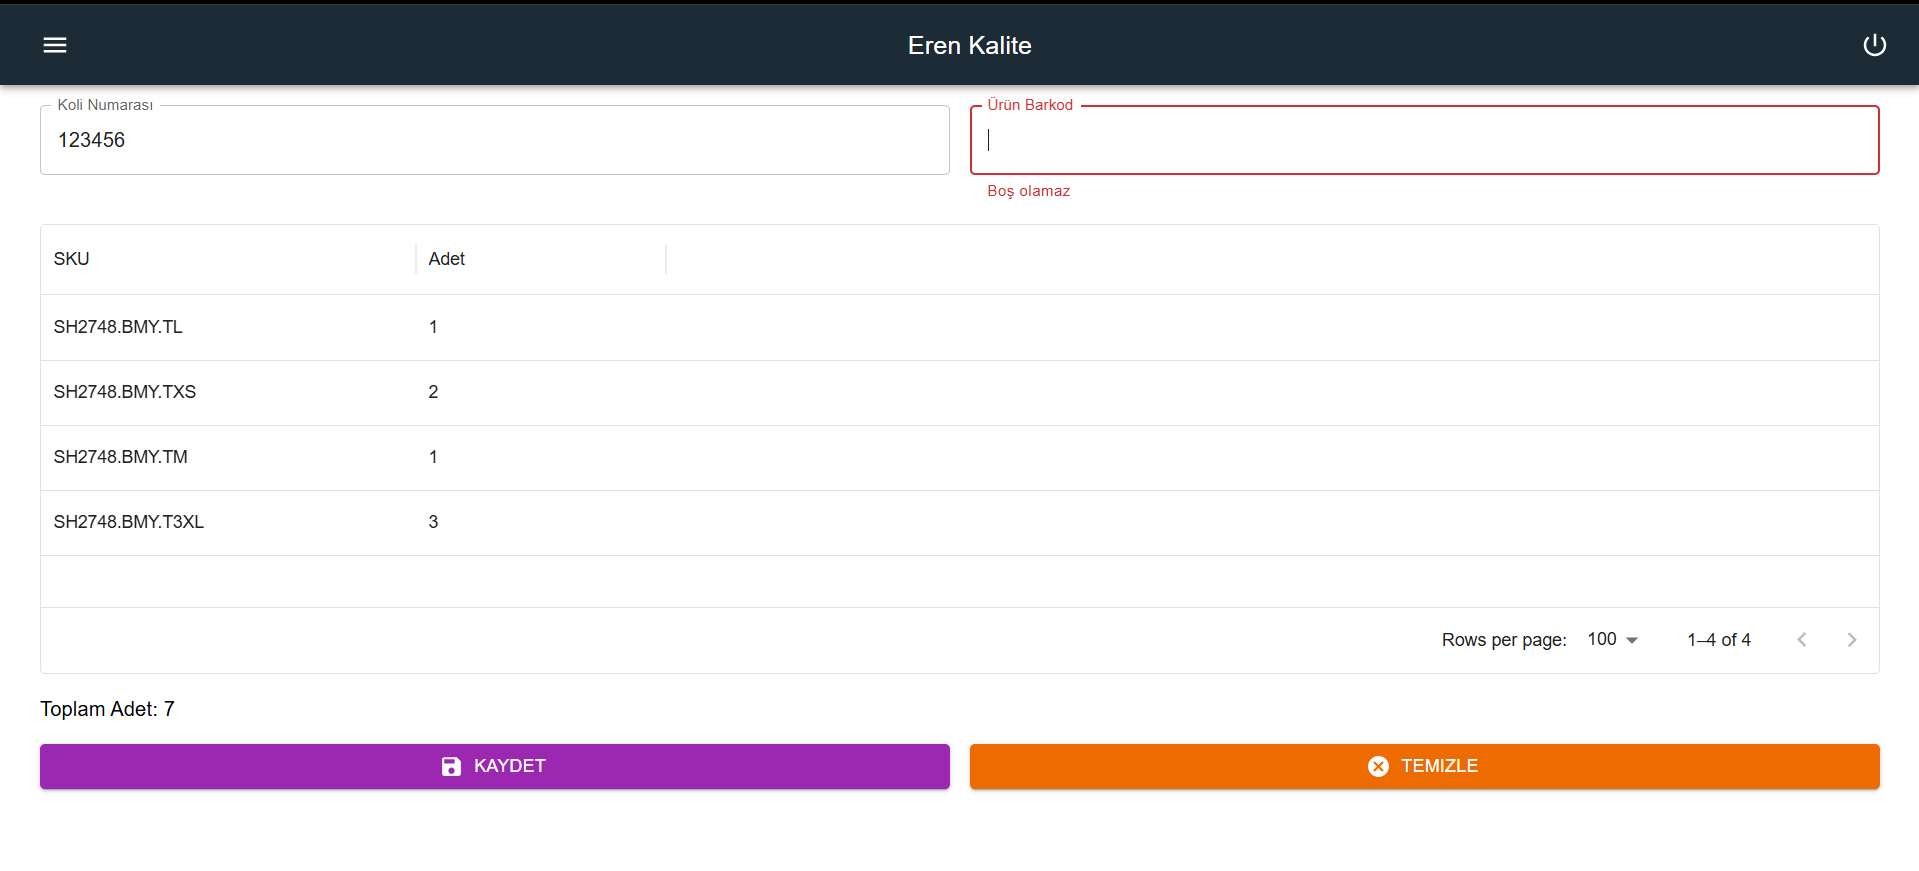 Eren Kalite
Koli Numarası
123456
Ürün Barkod
Boş olamaz
SKU Adet
SH2748.BMY.TL 1
SH2748.BMY.TXS 2
SH2748.BMY.TM 1
SH2748.BMY.T3XL 3
Rows per page: 100 1–4 of 4
Toplam Adet: 7
KAYDET
TEMIZLE